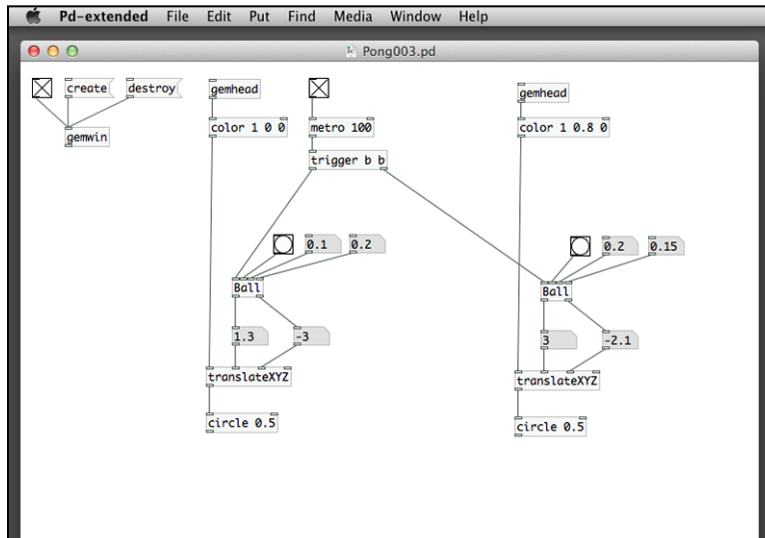 Pd-extended File Edit Put Find Media Window Help
Pong003.pd
create destroy
gemwin
gemhead
color 1 0 0
metro 100
trigger b b
gemhead
color 1 0.8 0
0.1 0.2
Ball
1.3 -3
translateXYZ
circle 0.5
0.2 0.15
Ball
3 -2.1
translateXYZ
circle 0.5